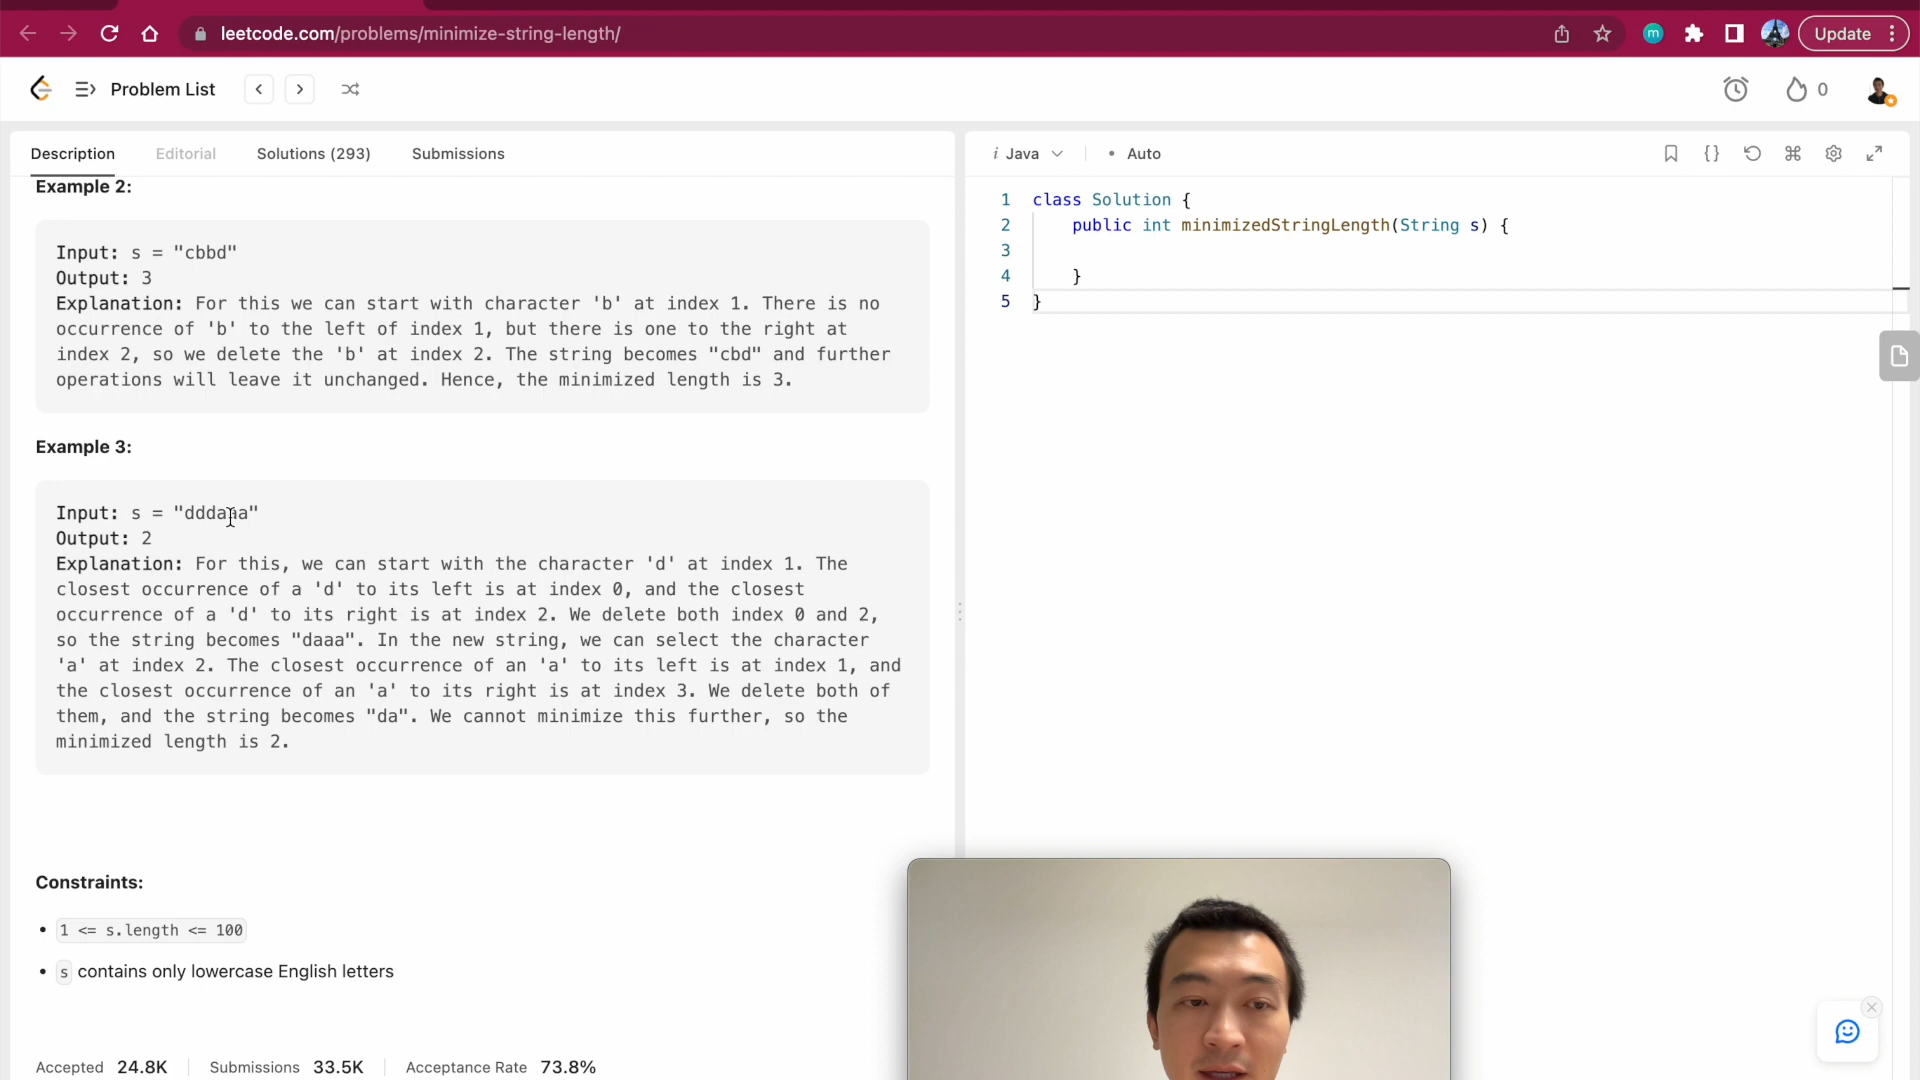 leetcode.com/problems/minimize-string-length/
m
Update
Problem List
0
Description
Editorial
Solutions (293)
Submissions
Example 2:
Input: s = "cbbd"
Output: 3
Explanation: For this we can start with character 'b' at index 1. There is no
occurrence of 'b' to the left of index 1, but there is one to the right at
index 2, so we delete the 'b' at index 2. The string becomes "cbd" and further
operations will leave it unchanged. Hence, the minimized length is 3.
Example 3:
Input: s = "dddaaa"
Output: 2
Explanation: For this, we can start with the character 'd' at index 1. The
closest occurrence of a 'd' to its left is at index 0, and the closest
occurrence of a 'd' to its right is at index 2. We delete both index 0 and 2,
so the string becomes "daaa". In the new string, we can select the character
'a' at index 2. The closest occurrence of an 'a' to its left is at index 1, and
the closest occurrence of an 'a' to its right is at index 3. We delete both of
them, and the string becomes "da". We cannot minimize this further, so the
minimized length is 2.
Constraints:
• 1 <= s.length <= 100
• s contains only lowercase English letters
Accepted 24.8K
Submissions 33.5K
Acceptance Rate 73.8%
i Java
• Auto
{}
1 class Solution {
2 public int minimizedStringLength(String s) {
3
4 }
5 }